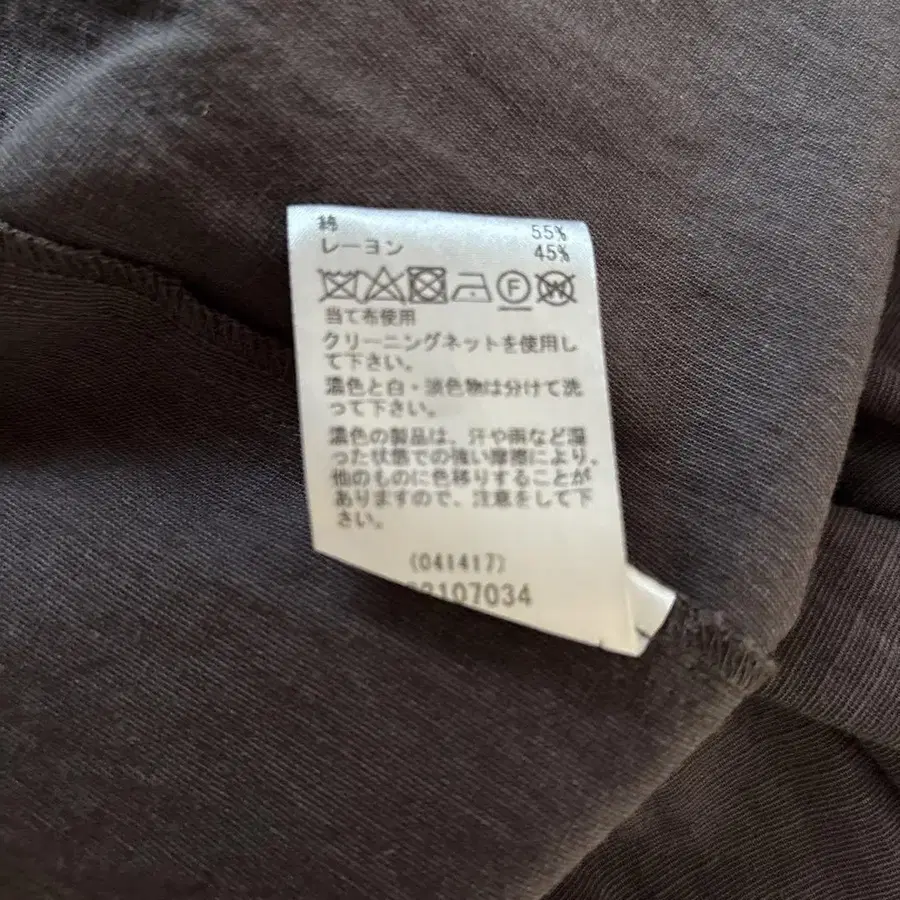 綿 55%
レーヨン 45%
F W
当て布使用
クリーニングネットを使用し
て下さい。
濃色と白・淡色物は分けて洗
って下さい。
濃色の製品は、汗や雨など湿
った状態での強い摩擦により、
他のものに色移りすることが
ありますので、注意をして下
さい。
(041417)
3107034